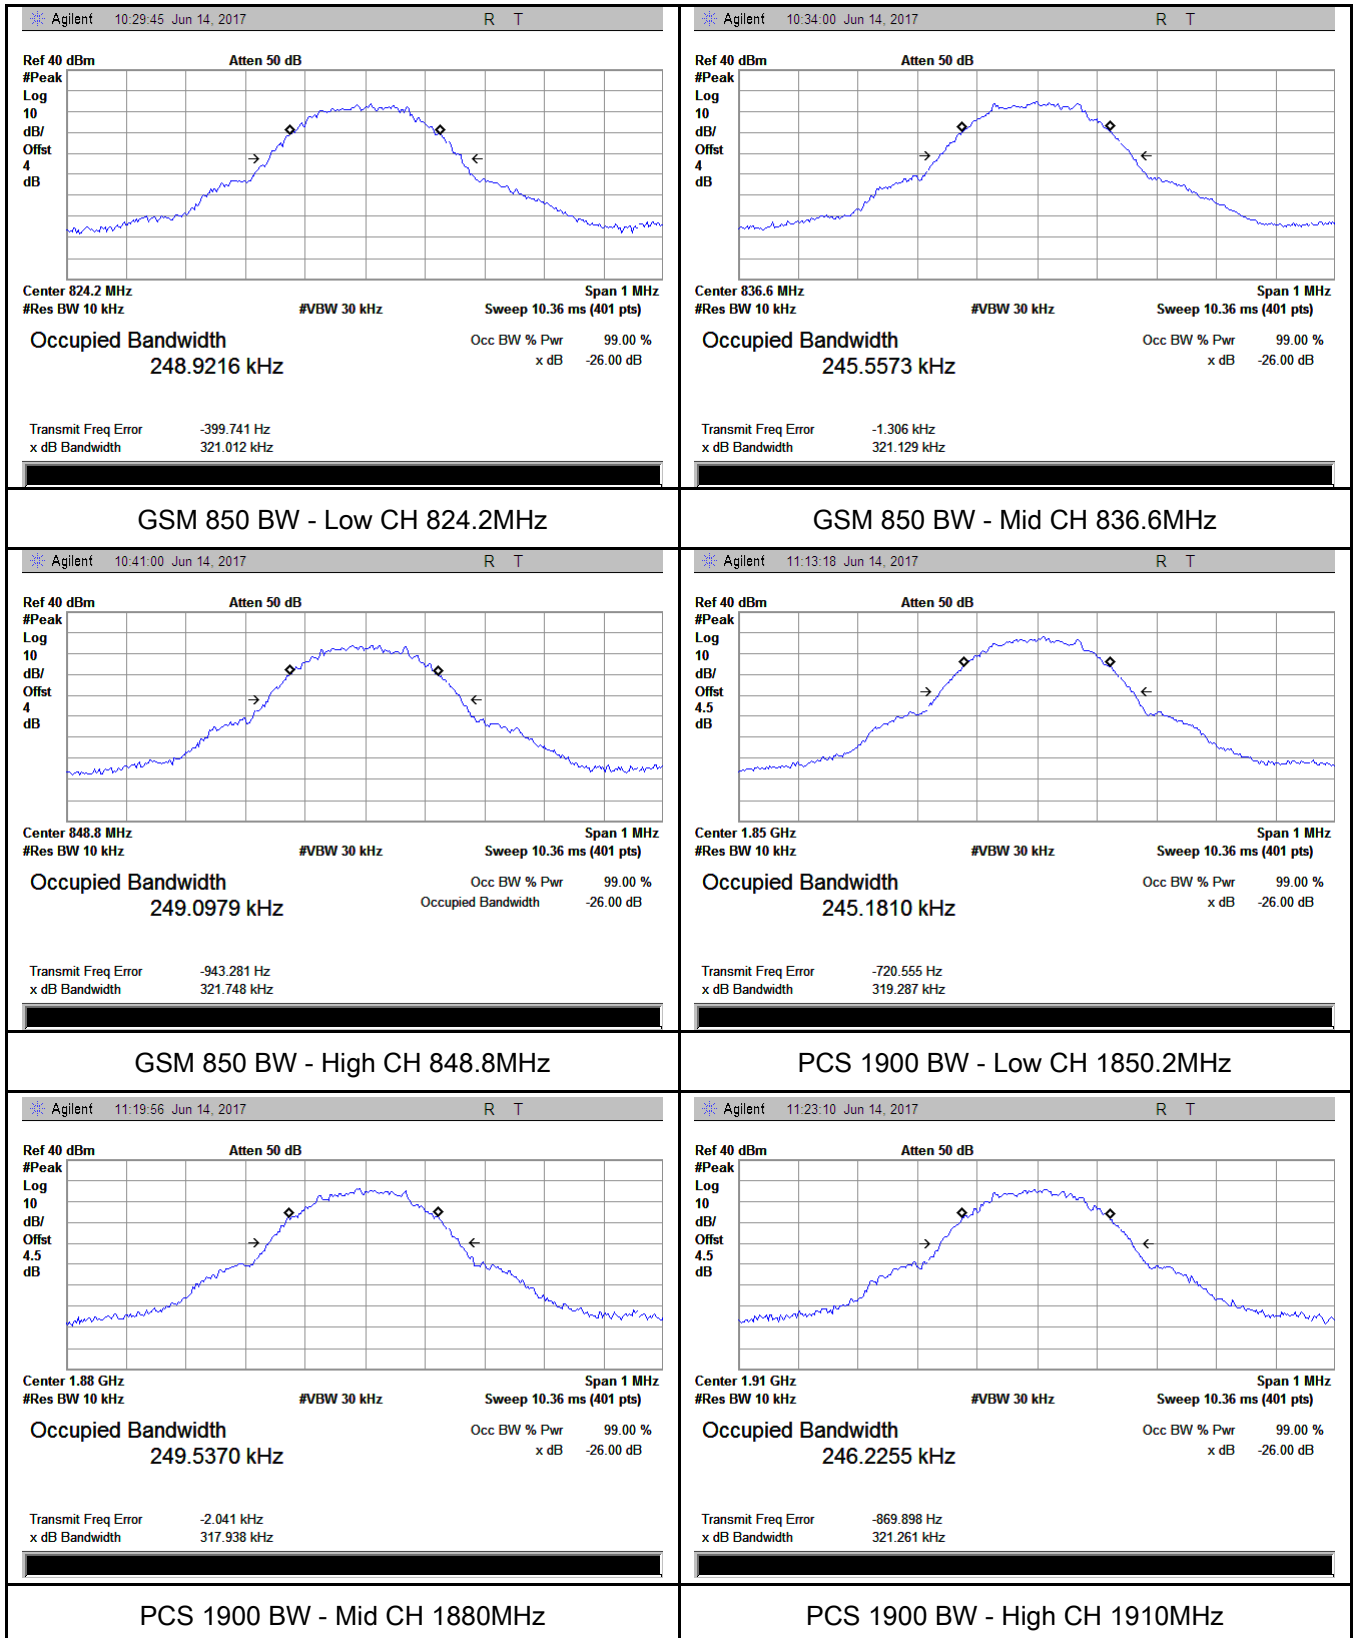 Agilent 10:29:45 Jun 14, 2017 R T
Ref 40 dBm Atten 50 dB
#Peak
Log
10
dB/
Offst
4
dB
Center 824.2 MHz Span 1 MHz
#Res BW 10 kHz #VBW 30 kHz Sweep 10.36 ms (401 pts)
Occupied Bandwidth Occ BW % Pwr 99.00 %
248.9216 kHz x dB -26.00 dB
Transmit Freq Error -399.741 Hz
x dB Bandwidth 321.012 kHz
GSM 850 BW - Low CH 824.2MHz
Agilent 10:34:00 Jun 14, 2017 R T
Ref 40 dBm Atten 50 dB
#Peak
Log
10
dB/
Offst
4
dB
Center 836.6 MHz Span 1 MHz
#Res BW 10 kHz #VBW 30 kHz Sweep 10.36 ms (401 pts)
Occupied Bandwidth Occ BW % Pwr 99.00 %
245.5573 kHz x dB -26.00 dB
Transmit Freq Error -1.306 kHz
x dB Bandwidth 321.129 kHz
GSM 850 BW - Mid CH 836.6MHz
Agilent 10:41:00 Jun 14, 2017 R T
Ref 40 dBm Atten 50 dB
#Peak
Log
10
dB/
Offst
4
dB
Center 848.8 MHz Span 1 MHz
#Res BW 10 kHz #VBW 30 kHz Sweep 10.36 ms (401 pts)
Occupied Bandwidth Occ BW % Pwr 99.00 %
249.0979 kHz Occupied Bandwidth -26.00 dB
Transmit Freq Error -943.281 Hz
x dB Bandwidth 321.748 kHz
GSM 850 BW - High CH 848.8MHz
Agilent 11:13:18 Jun 14, 2017 R T
Ref 40 dBm Atten 50 dB
#Peak
Log
10
dB/
Offst
4.5
dB
Center 1.85 GHz Span 1 MHz
#Res BW 10 kHz #VBW 30 kHz Sweep 10.36 ms (401 pts)
Occupied Bandwidth Occ BW % Pwr 99.00 %
245.1810 kHz x dB -26.00 dB
Transmit Freq Error -720.555 Hz
x dB Bandwidth 319.287 kHz
PCS 1900 BW - Low CH 1850.2MHz
Agilent 11:19:56 Jun 14, 2017 R T
Ref 40 dBm Atten 50 dB
#Peak
Log
10
dB/
Offst
4.5
dB
Center 1.88 GHz Span 1 MHz
#Res BW 10 kHz #VBW 30 kHz Sweep 10.36 ms (401 pts)
Occupied Bandwidth Occ BW % Pwr 99.00 %
249.5370 kHz x dB -26.00 dB
Transmit Freq Error -2.041 kHz
x dB Bandwidth 317.938 kHz
PCS 1900 BW - Mid CH 1880MHz
Agilent 11:23:10 Jun 14, 2017 R T
Ref 40 dBm Atten 50 dB
#Peak
Log
10
dB/
Offst
4.5
dB
Center 1.91 GHz Span 1 MHz
#Res BW 10 kHz #VBW 30 kHz Sweep 10.36 ms (401 pts)
Occupied Bandwidth Occ BW % Pwr 99.00 %
246.2255 kHz x dB -26.00 dB
Transmit Freq Error -869.898 Hz
x dB Bandwidth 321.261 kHz
PCS 1900 BW - High CH 1910MHz